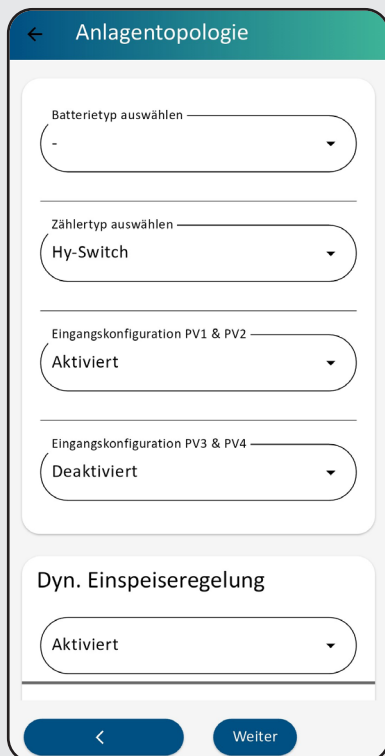 Anlagentopologie
Batterietyp auswählen
-
Zählertyp auswählen
Hy-Switch
Eingangskonfiguration PV1 & PV2
Aktiviert
Eingangskonfiguration PV3 & PV4
Deaktiviert
Dyn. Einspeiseregelung
Aktiviert
Weiter